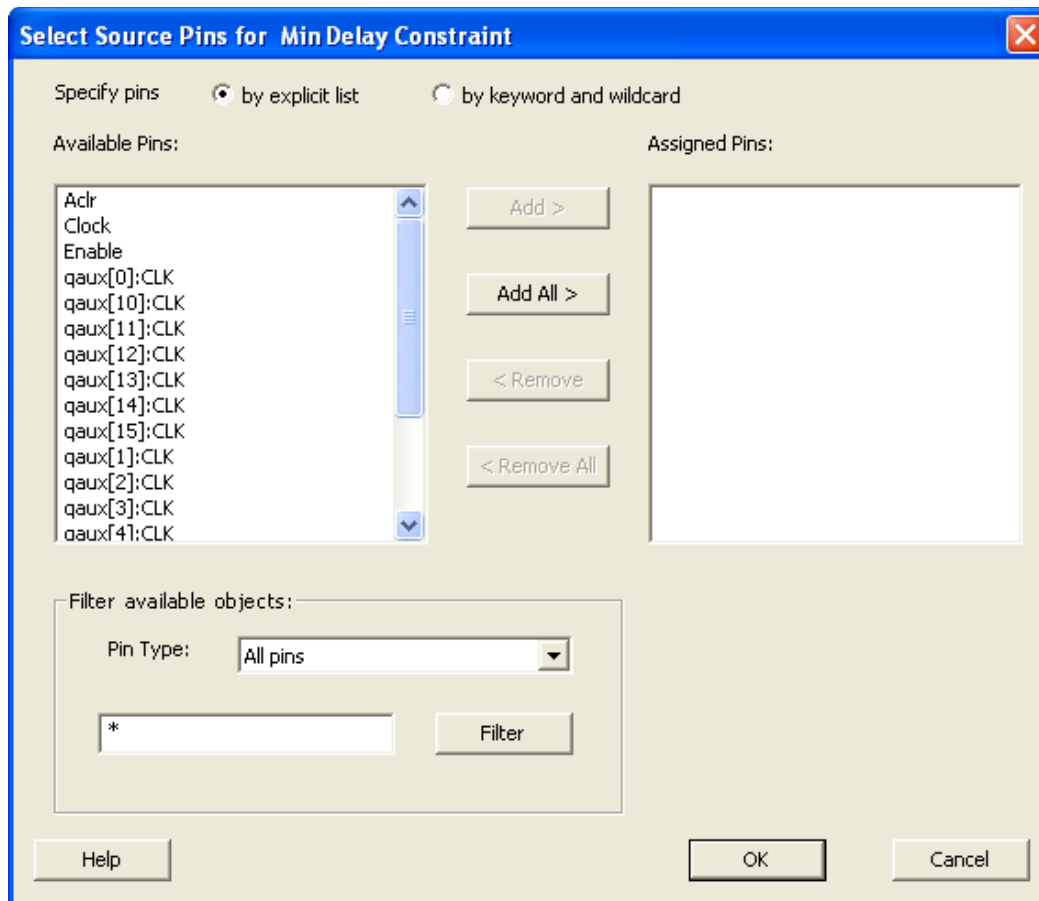 Select Source Pins for Min Delay Constraint
Specify pins by explicit list by keyword and wildcard
Available Pins: Assigned Pins:
Aclr
Clock
Enable
qaux[0]:CLK
qaux[10]:CLK
qaux[11]:CLK
qaux[12]:CLK
qaux[13]:CLK
qaux[14]:CLK
qaux[15]:CLK
qaux[1]:CLK
qaux[2]:CLK
qaux[3]:CLK
qaux[4]:CLK
Add >
Add All >
< Remove
< Remove All
Filter available objects:
Pin Type: All pins
* Filter
Help OK Cancel